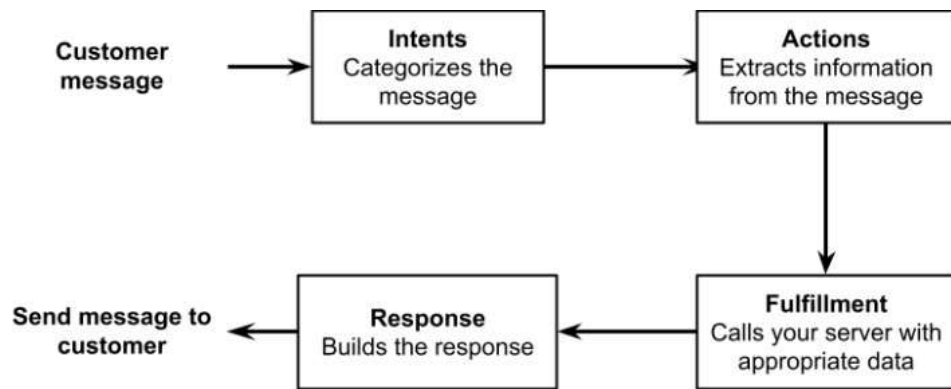 Customer
message
Intents
Categorizes the
message
Actions
Extracts information
from the message
Send message to
customer
Response
Builds the response
Fulfillment
Calls your server with
appropriate data